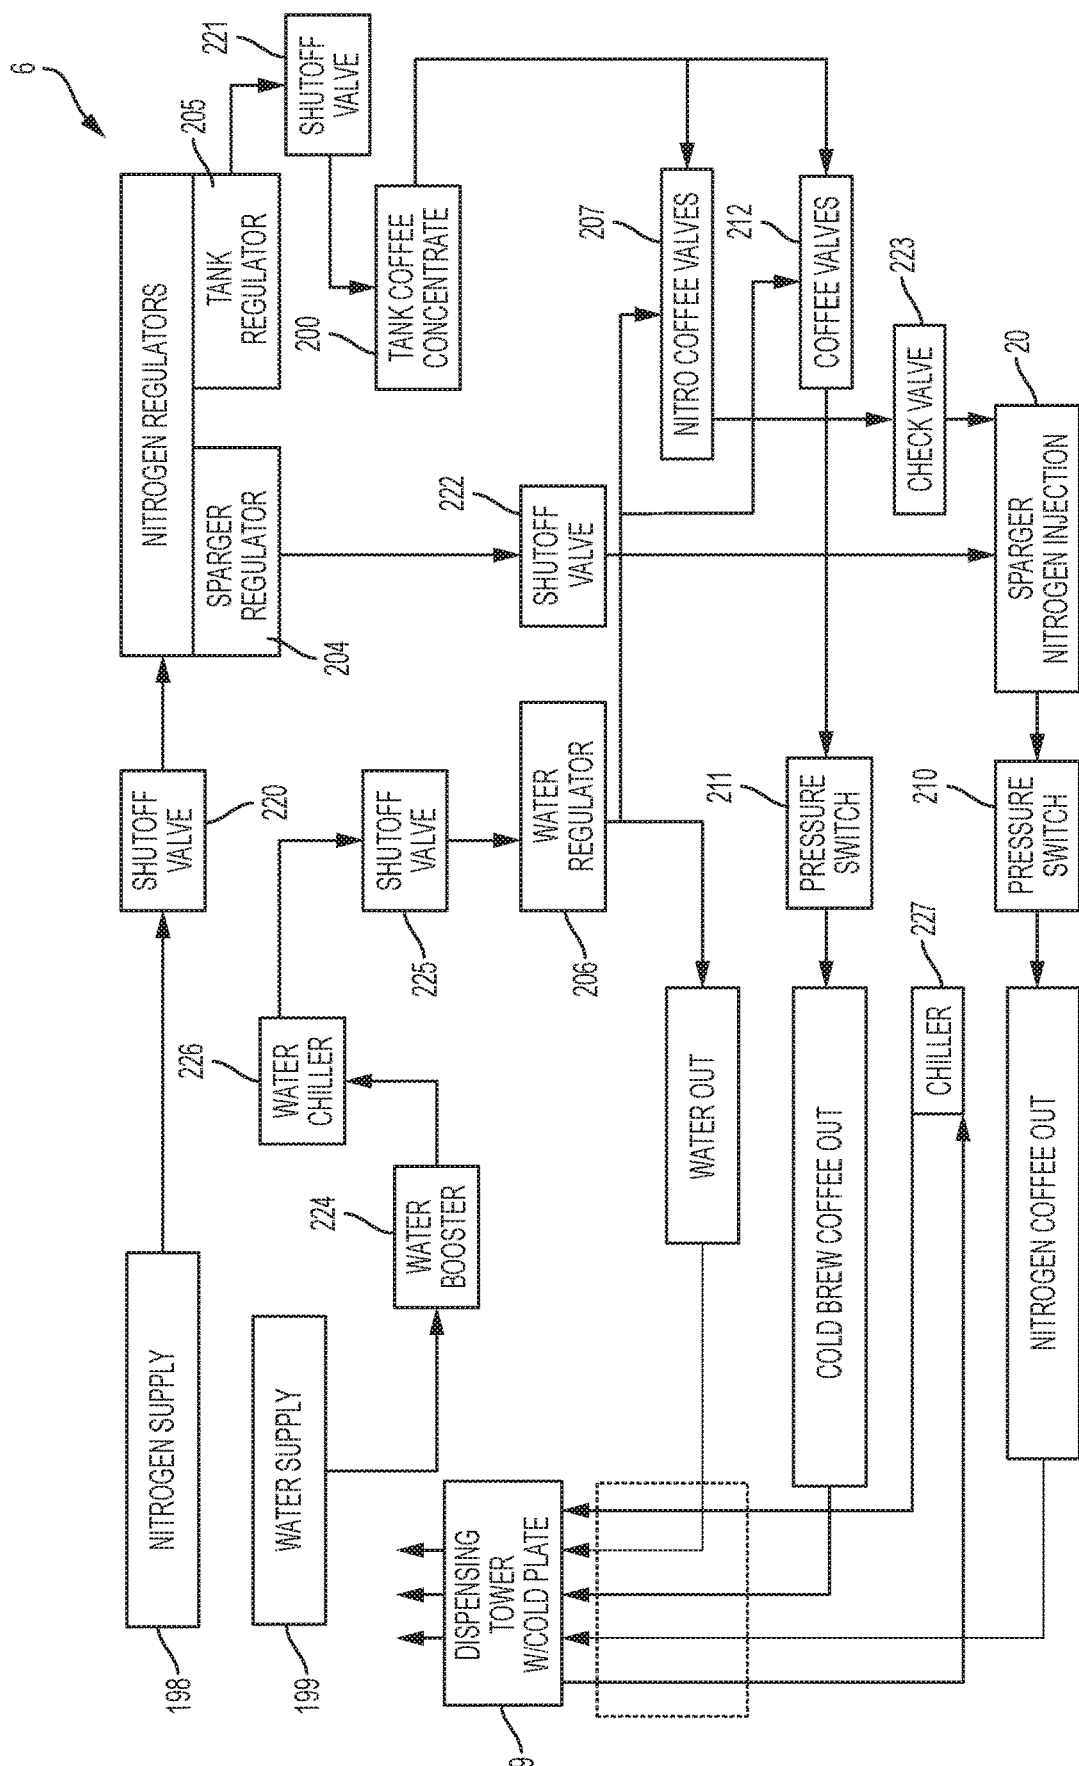 6
NITROGEN SUPPLY
198
SHUTOFF
VALVE
220
NITROGEN REGULATORS
SPARGER
REGULATOR
204
TANK
REGULATOR
205
SHUTOFF
VALVE
221
WATER SUPPLY
199
WATER
CHILLER
226
WATER
BOOSTER
224
SHUTOFF
VALVE
225
TANK COFFEE
CONCENTRATE
200
DISPENSING
TOWER
W/COLD PLATE
9
WATER
REGULATOR
206
SHUTOFF
VALVE
222
WATER OUT
NITRO COFFEE VALVES
207
COLD BREW COFFEE OUT
PRESSURE
SWITCH
211
COFFEE VALVES
212
CHILLER
227
CHECK VALVE
223
NITROGEN COFFEE OUT
PRESSURE
SWITCH
210
SPARGER
NITROGEN INJECTION
20